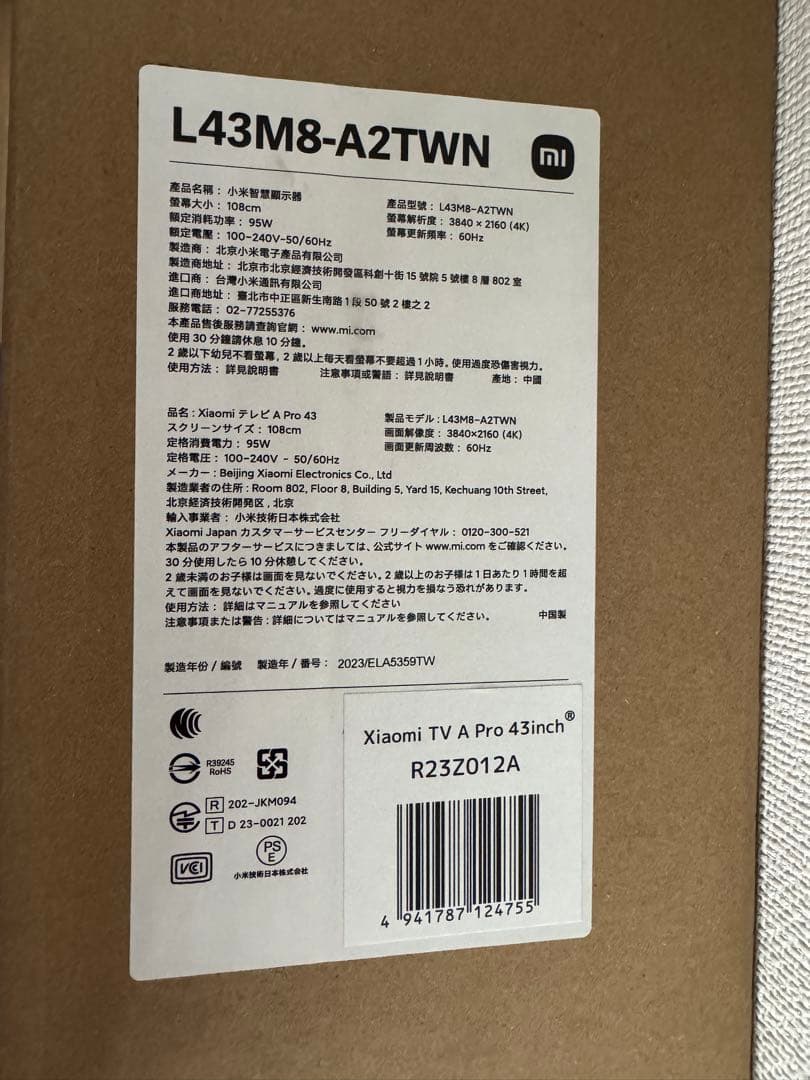 L43M8-A2TWN
mi
產品名稱：小米智慧顯示器
螢幕大小：108cm
產品型號：L43M8-A2TWN
額定消耗功率：95W
螢幕解析度：3840 × 2160 (4K)
額定電壓：100-240V~50/60Hz
螢幕更新頻率：60Hz
製造商：北京小米電子產品有限公司
製造商地址：北京市北京經濟技術開發區科創十街 15 號院 5 號樓 8 層 802 室
進口商：台灣小米通訊有限公司
進口商地址：臺北市中正區新生南路 1 段 50 號 2 樓之 2
服務電話：02-77255376
本產品售後服務請查詢官網：www.mi.com
使用 30 分鐘請休息 10 分鐘。
2 歲以下幼兒不看螢幕，2 歲以上每天看螢幕不要超過 1 小時。使用過度恐傷害視力。
使用方法：詳見說明書 注意事項或警語：詳見說明書 產地：中國
品名：Xiaomi テレビ A Pro 43
製品モデル：L43M8-A2TWN
スクリーンサイズ：108cm
画面解像度：3840×2160 (4K)
定格消費電力：95W
画面更新周波数：60Hz
定格電圧：100-240V ~ 50/60Hz
メーカー：Beijing Xiaomi Electronics Co., Ltd
製造業者の住所：Room 802, Floor 8, Building 5, Yard 15, Kechuang 10th Street,
北京経済技術開発区，北京
輸入事業者：小米技術日本株式会社
Xiaomi Japan カスタマーサービスセンター フリーダイヤル：0120-300-521
本製品のアフターサービスにつきましては、公式サイト www.mi.com をご確認ください。
30 分使用したら 10 分休憩してください。
2 歳未満のお子様は画面を見ないでください。2 歳以上のお子様は 1 日あたり 1 時間を超
えて画面を見ないでください。過度に使用すると視力を損なう恐れがあります。
使用方法：詳細はマニュアルを参照してください
注意事項または警告：詳細についてはマニュアルを参照してください。 中国製
製造年份 / 編號 製造年 / 番号：2023/ELA5359TW
Xiaomi TV A Pro 43inch®
R23Z012A
R39245
RoHS
R 202-JKM094
T D 23-0021 202
VCCI
PS
E
小米技術日本株式会社
4 941787 124755